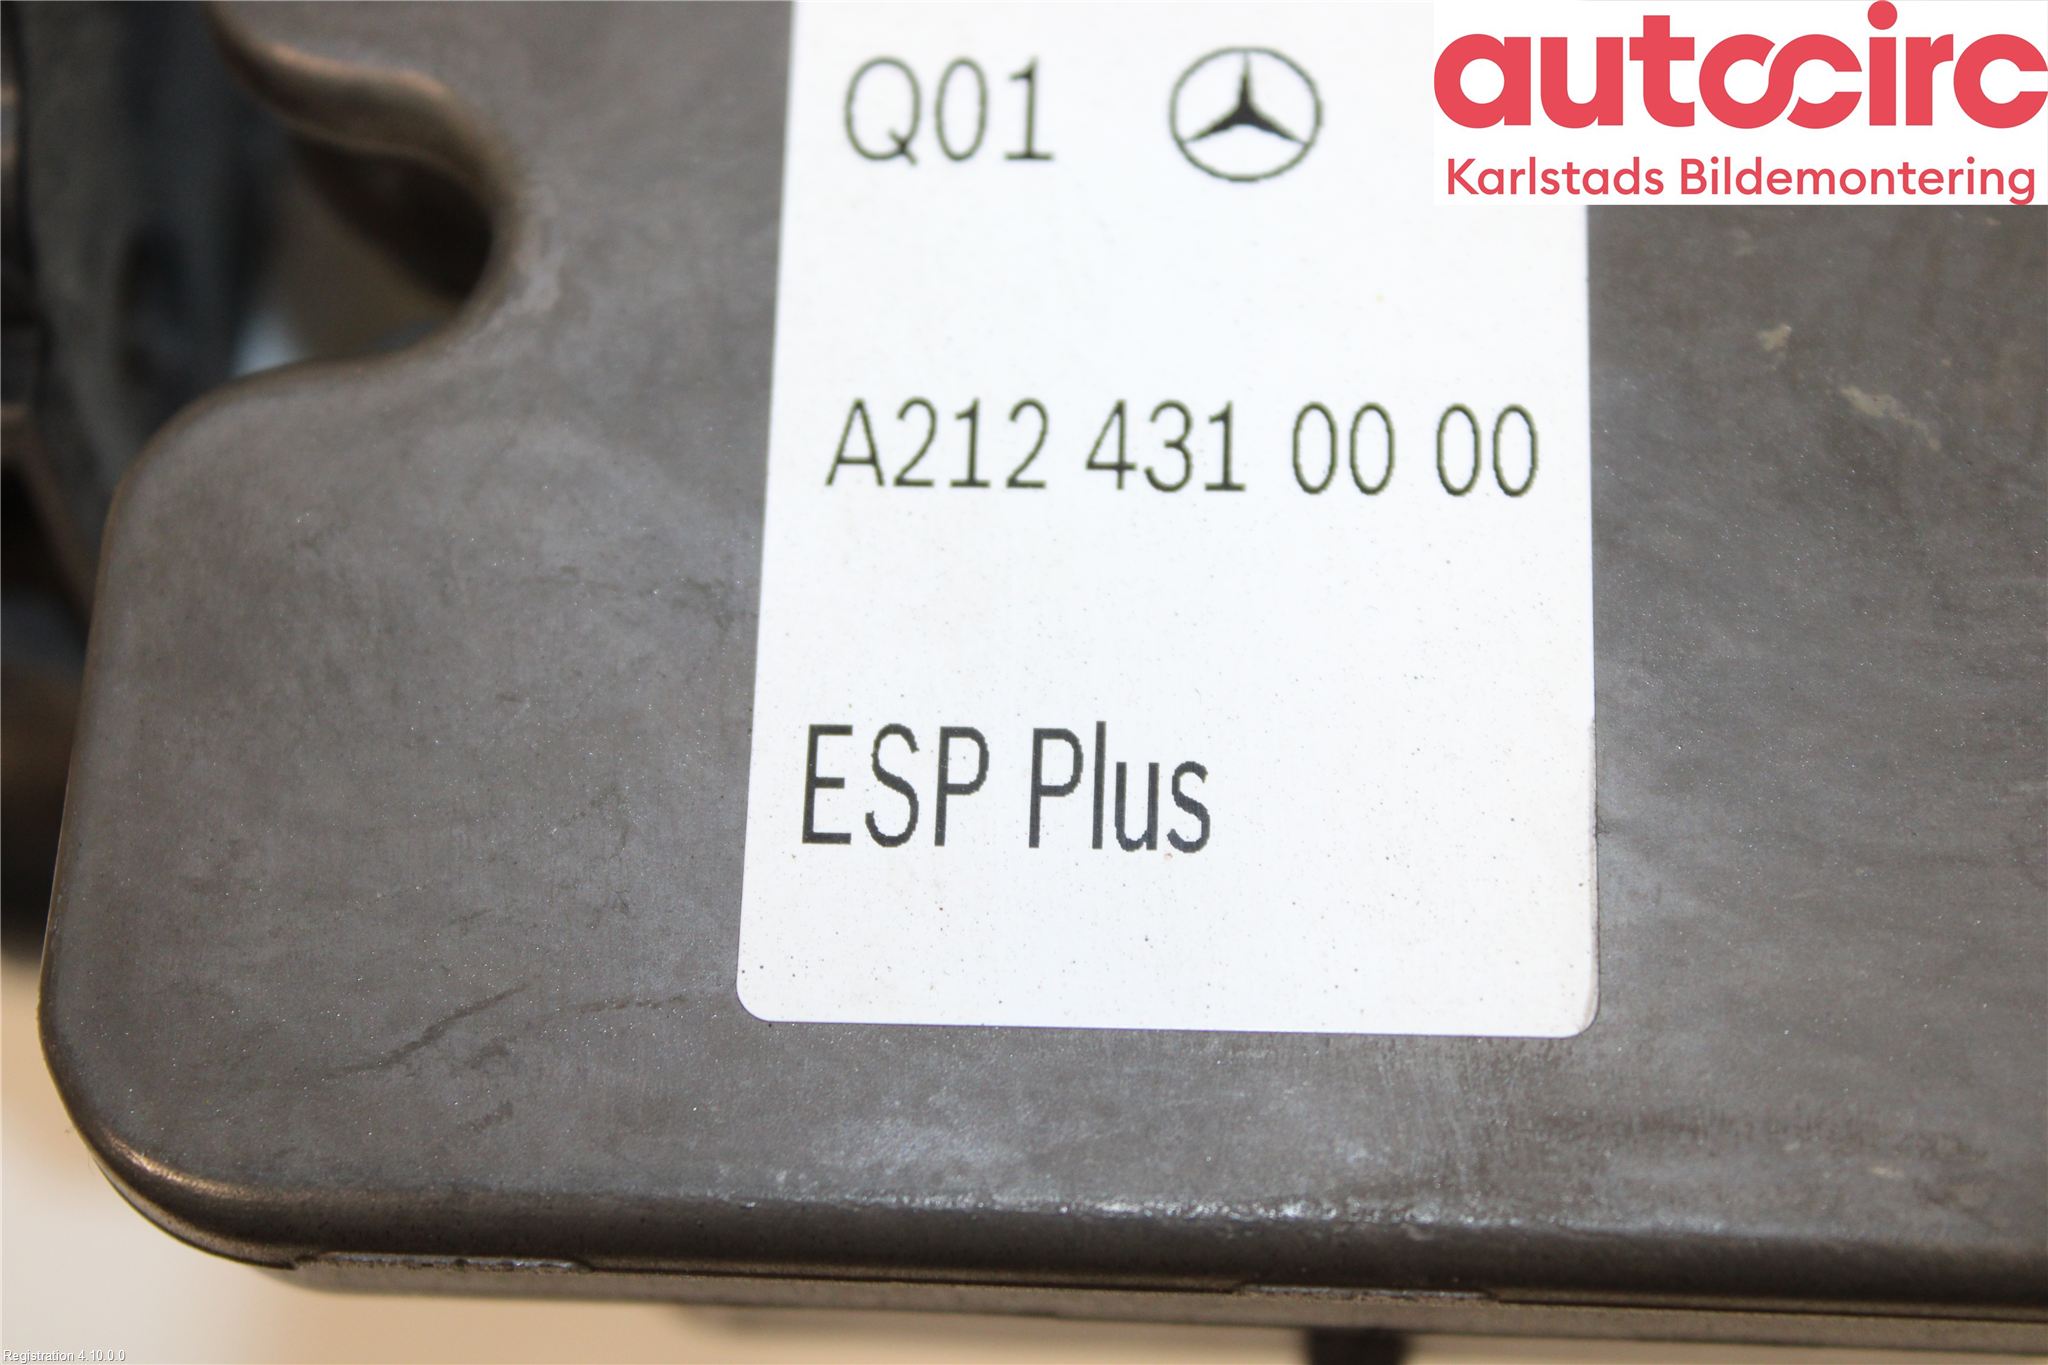 autocirc
Karlstads Bildemontering
Q01
A212 431 00 00
ESP Plus
Registration 4.10.0.0